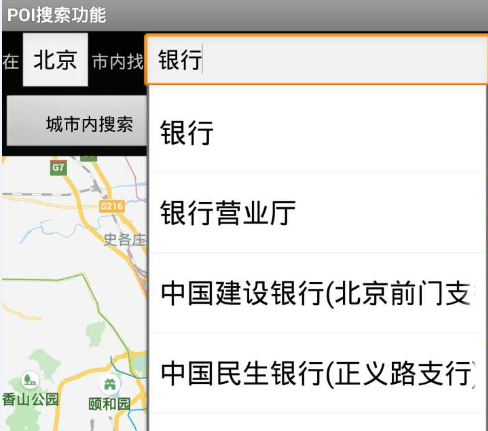 POI搜索功能
在 北京 市内找 银行
城市内搜索
银行
银行营业厅
中国建设银行(北京前门支
中国民生银行(正义路支行)
G7
S216
史各庄
香山公园
颐和园